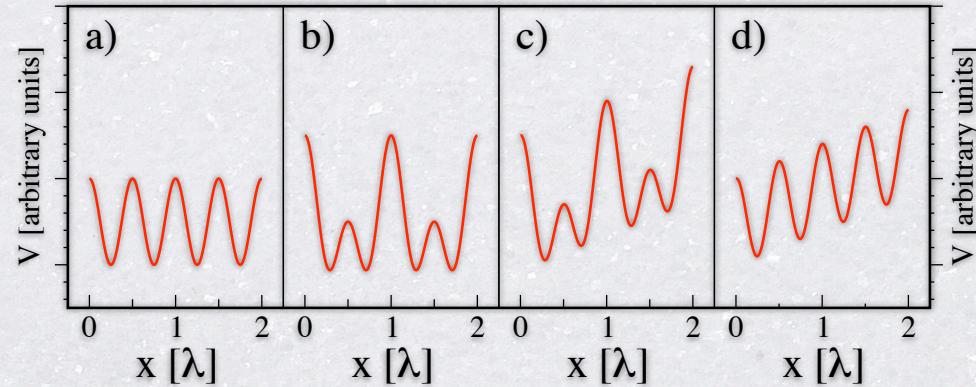 a) b) c) d)
V [arbitrary units]
V [arbitrary units]
0 1 2 0 1 2 0 1 2 0 1 2
x [λ] x [λ] x [λ] x [λ]